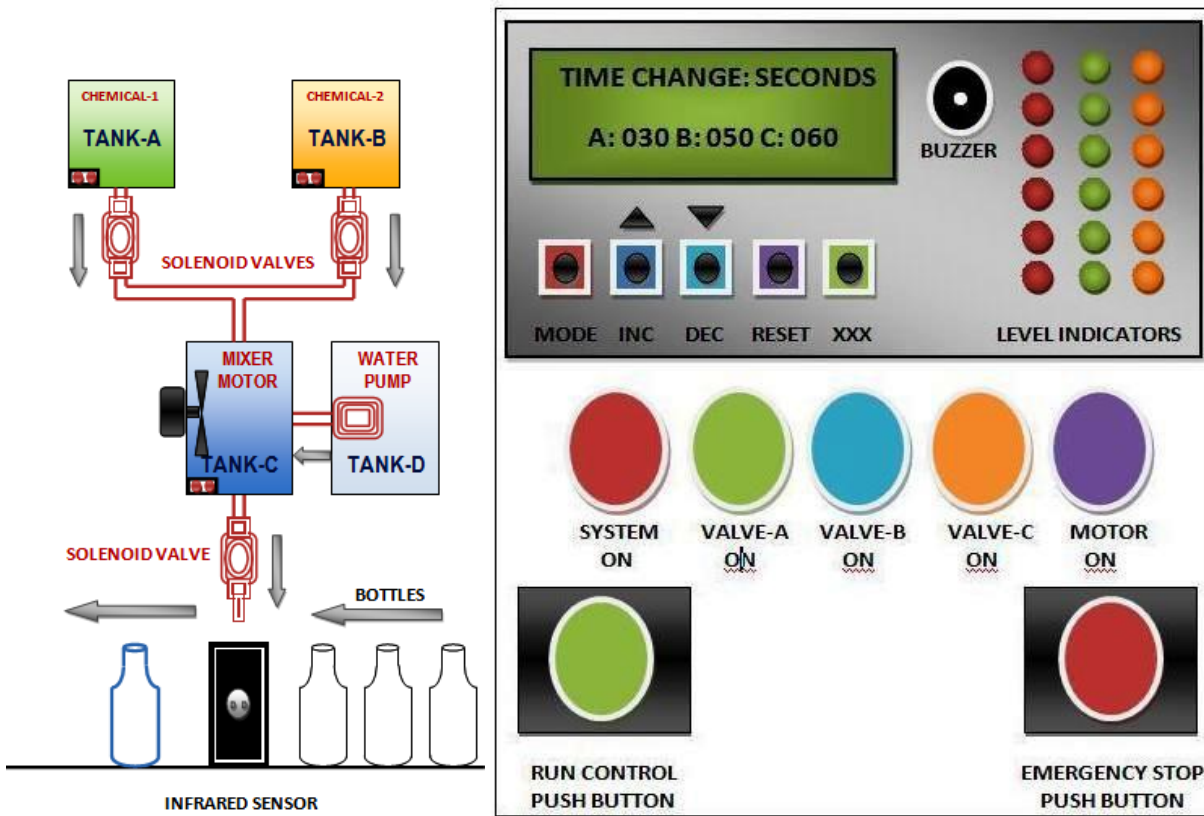 CHEMICAL-1
TANK-A
CHEMICAL-2
TANK-B
SOLENOID VALVES
MIXER
MOTOR
TANK-C
WATER
PUMP
TANK-D
SOLENOID VALVE
BOTTLES
INFRARED SENSOR
TIME CHANGE: SECONDS
A: 030 B: 050 C: 060
BUZZER
MODE INC DEC RESET XXX
LEVEL INDICATORS
SYSTEM
ON
VALVE-A
ON
VALVE-B
ON
VALVE-C
ON
MOTOR
ON
RUN CONTROL
PUSH BUTTON
EMERGENCY STOP
PUSH BUTTON